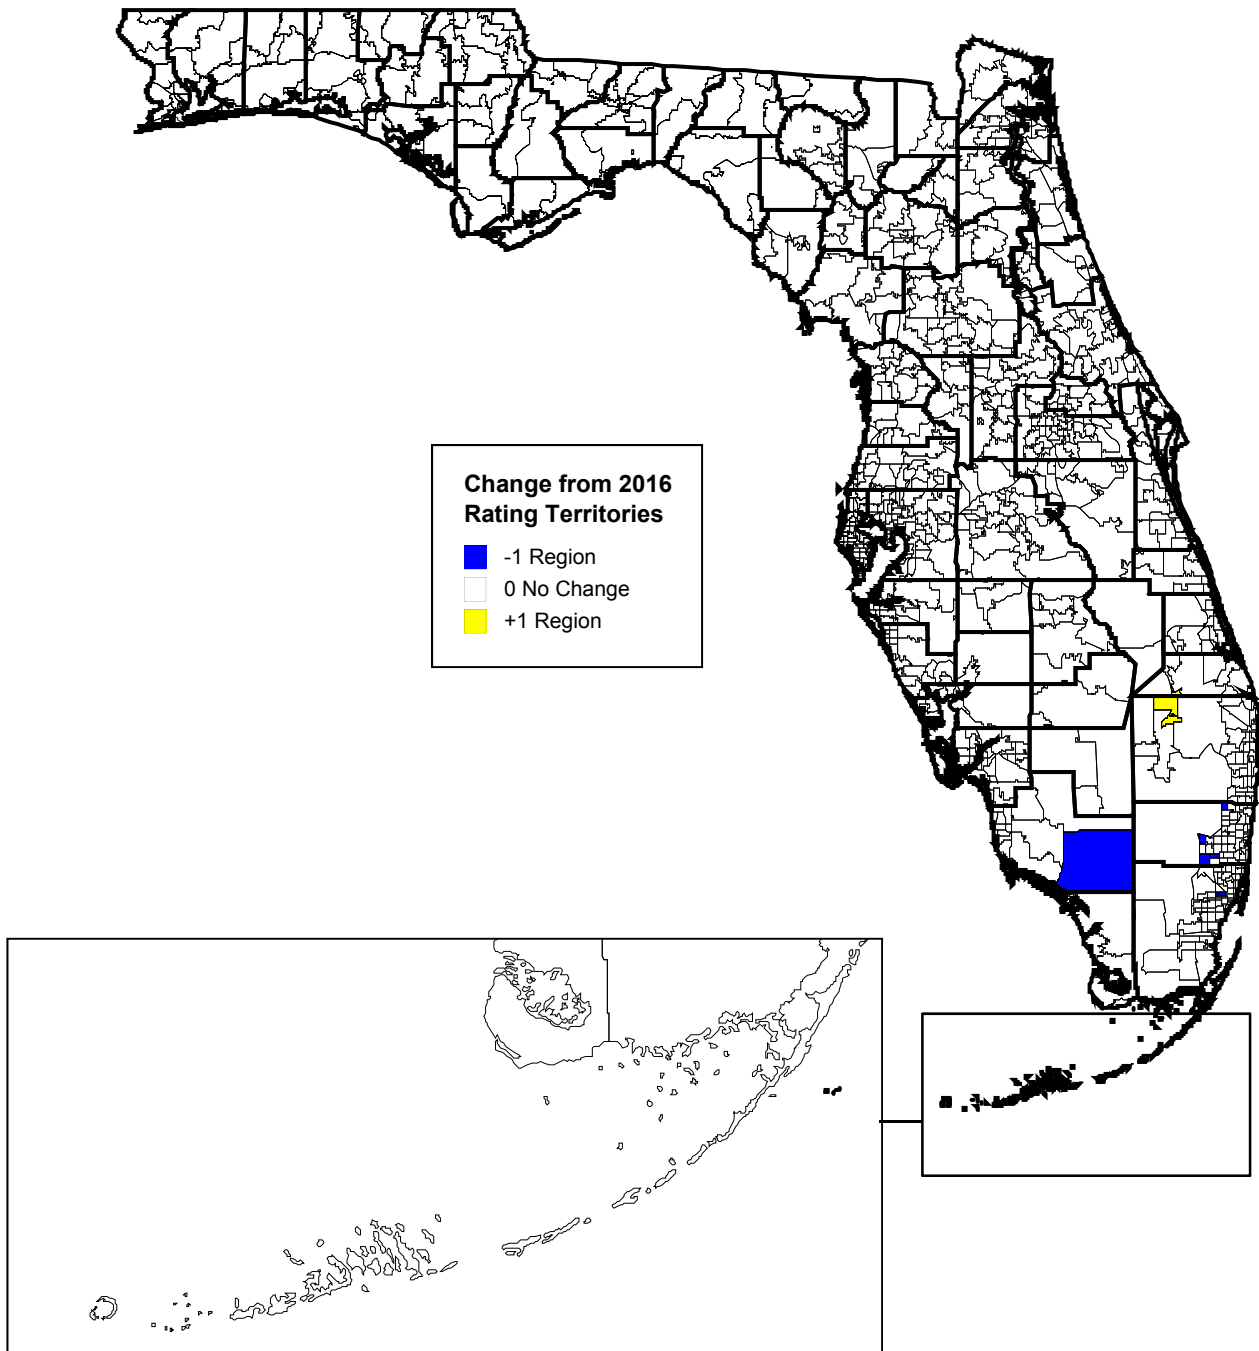 Change from 2016
Rating Territories
-1 Region
0 No Change
+1 Region